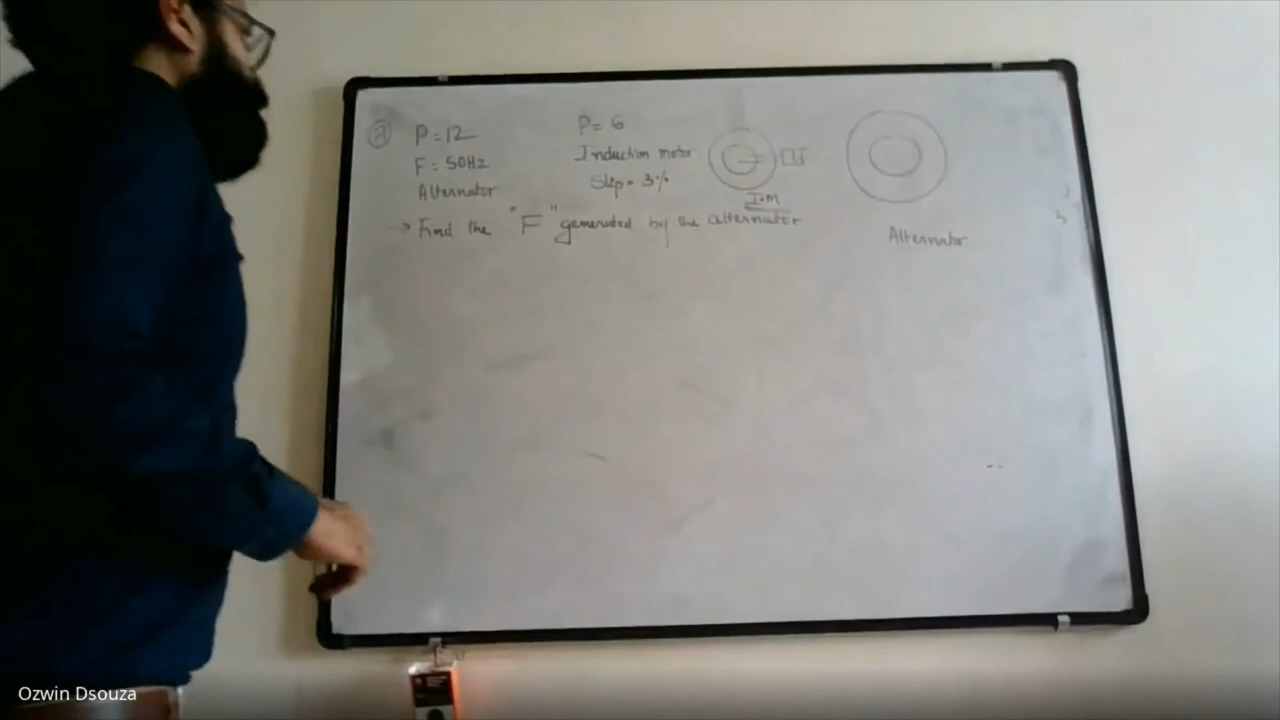 Q P = 12
F = 50Hz
Alternator
P = 6
Induction motor
Slip = 3%
I.M
→ Find the "F" generated by the alternator
Alternator
Ozwin Dsouza